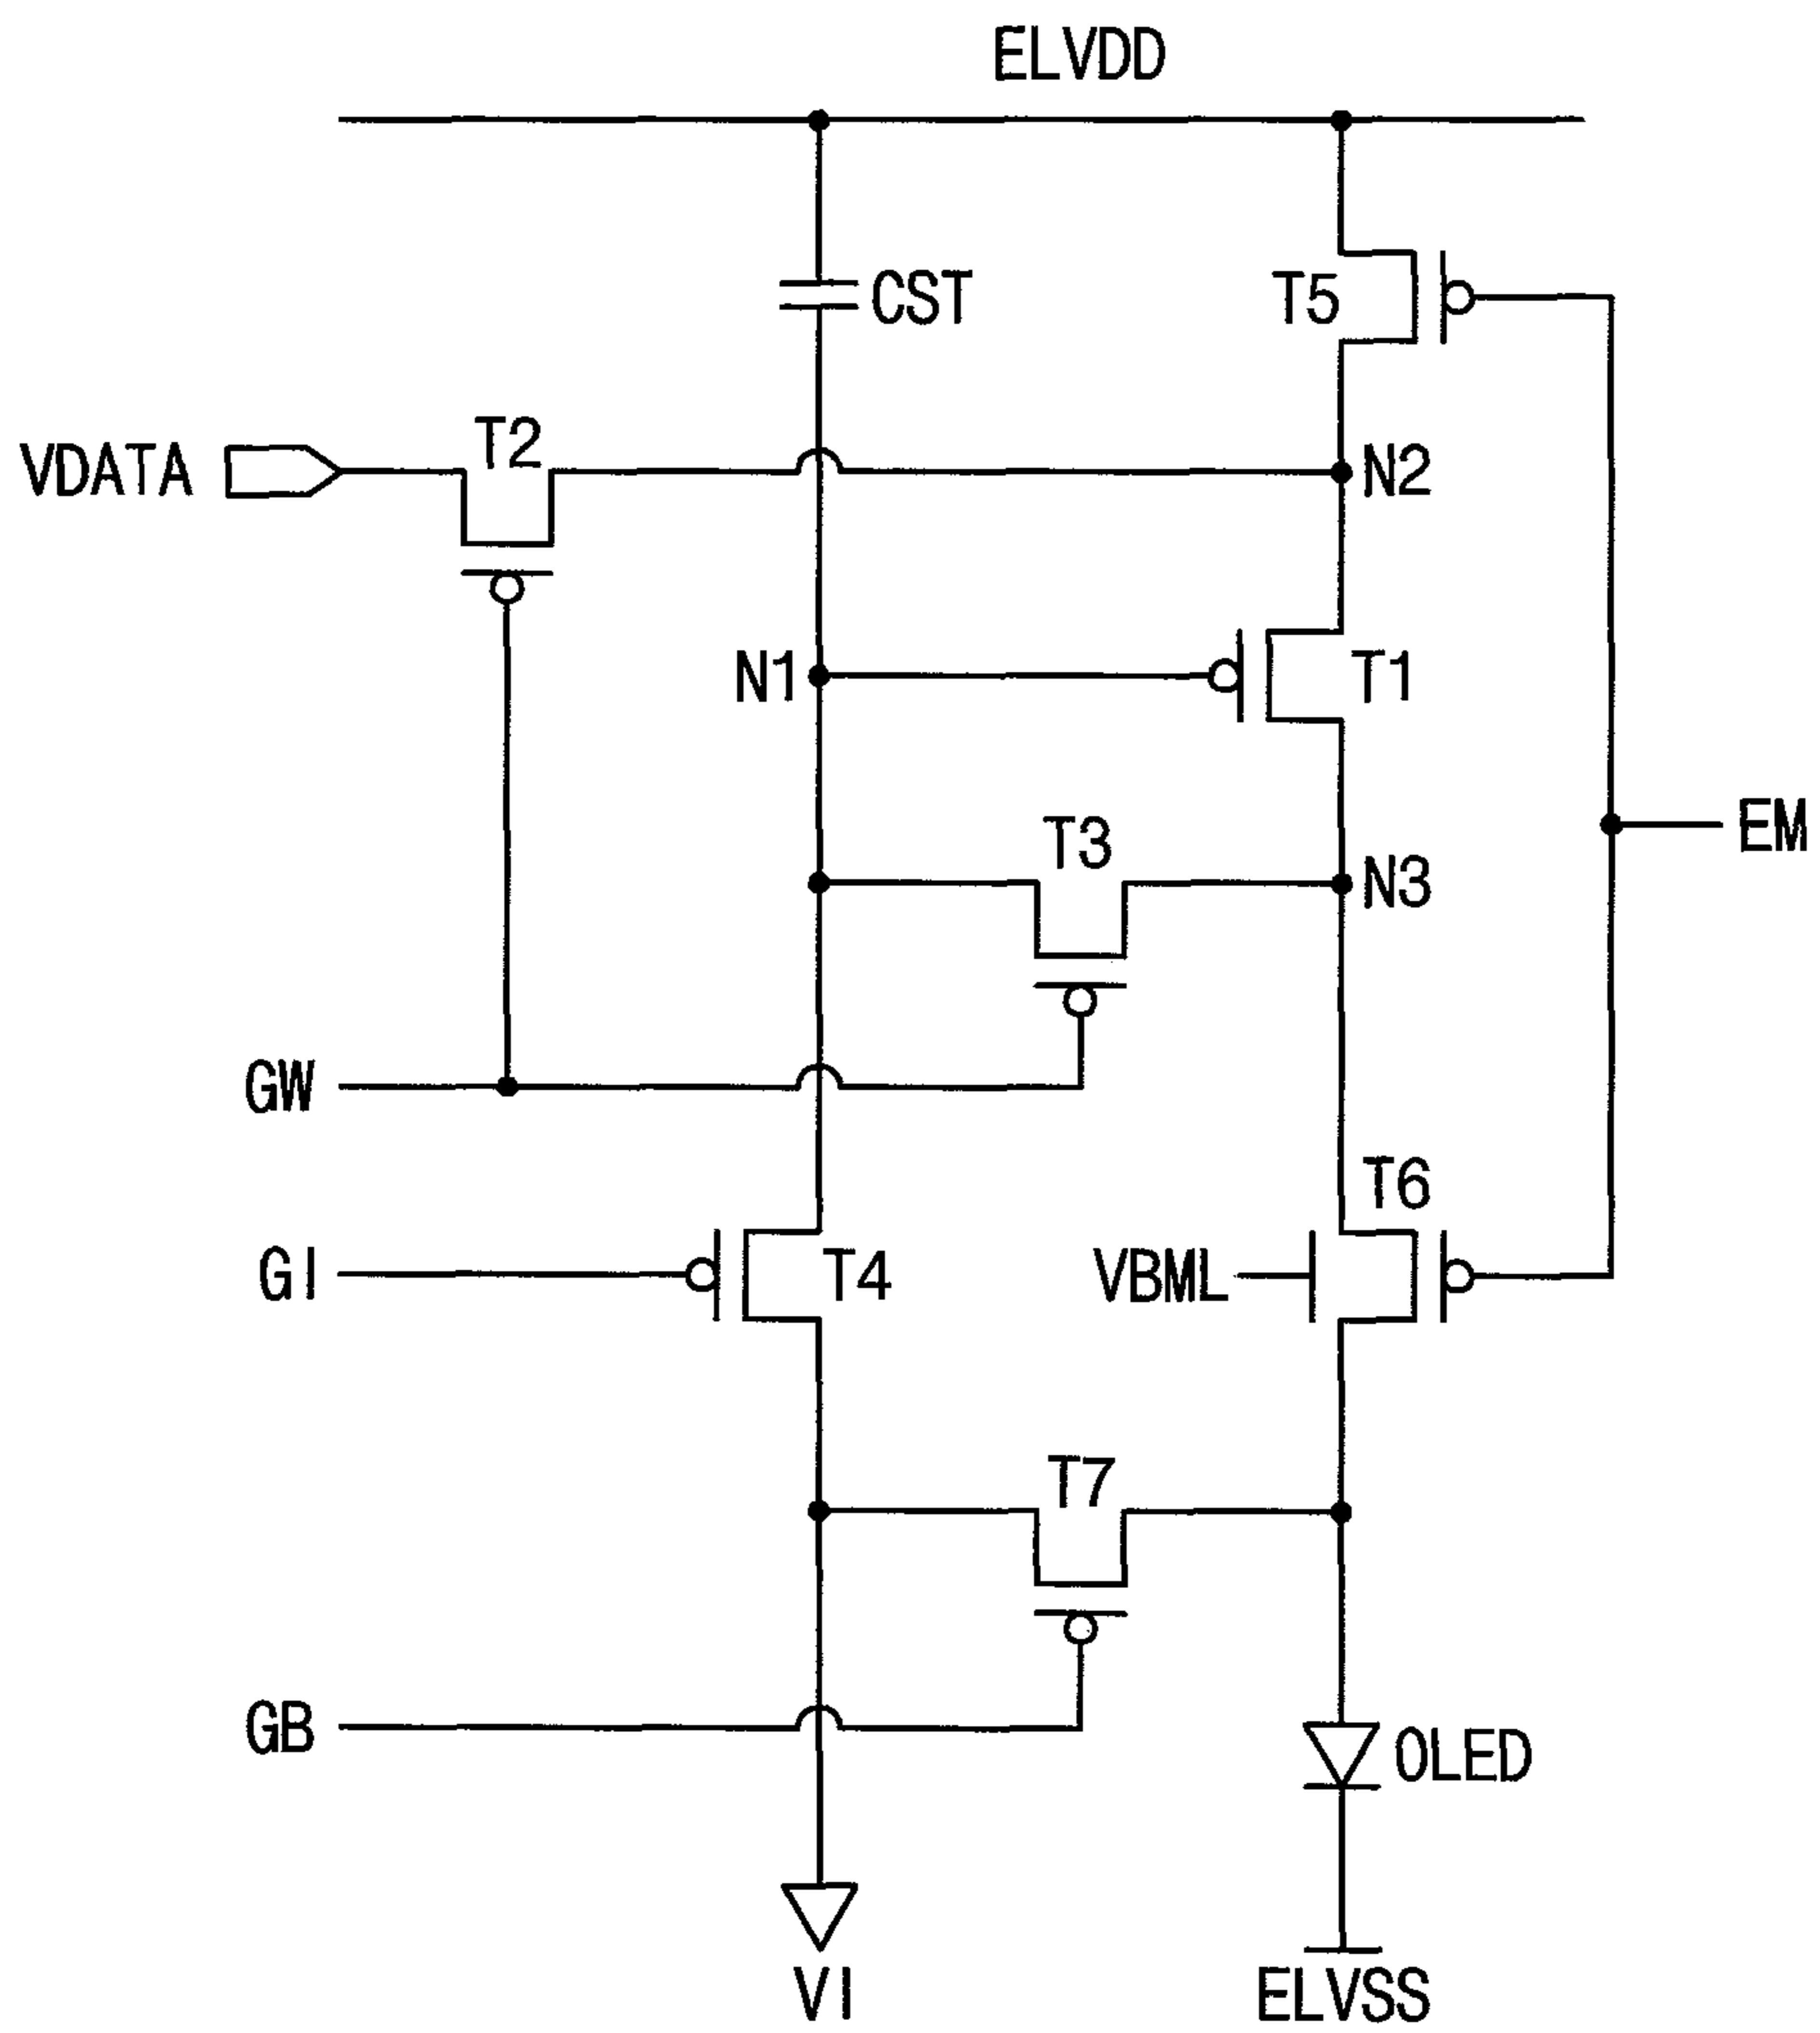 ELVDD
CST
T5
T2
VDATA
N2
N1
T1
T3
EM
N3
GW
T6
GI
T4
VBML
T7
GB
OLED
VI
ELVSS